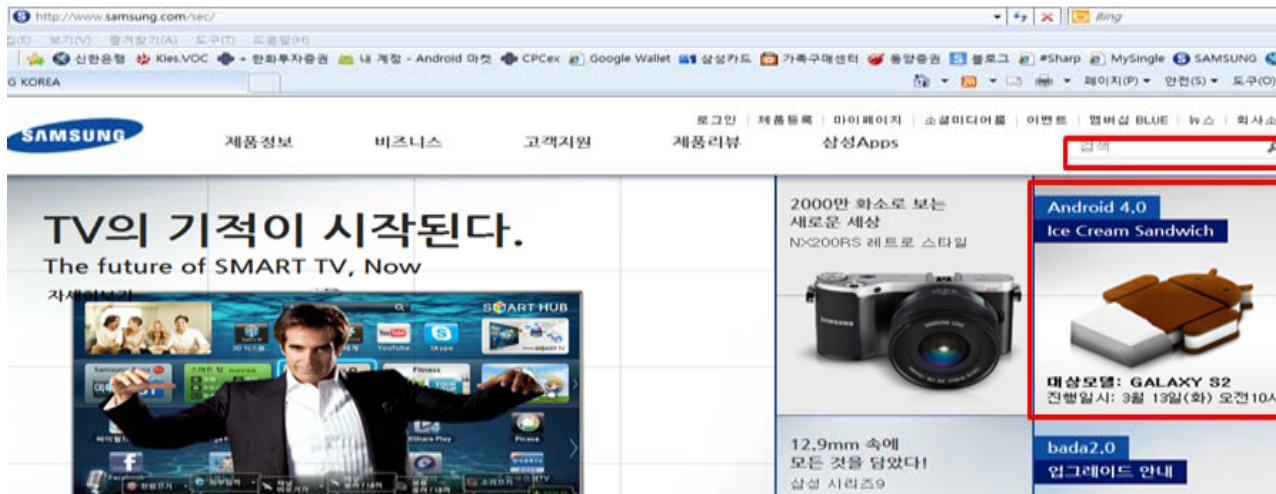 http://www.samsung.com/sec/
Bing
보기(V) 즐겨찾기(A) 도구(T) 도움말(H)
신한은행 Kies.VOC - 한화투자증권 내 계정 - Android 마켓 CPCex Google Wallet 삼성카드 가족구매센터 동양증권 블로그 #Sharp MySingle SAMSUNG
G KOREA
페이지(P) 안전(S) 도구(O)
로그인 제품등록 마이페이지 소셜미디어룸 이벤트 멤버십 BLUE 뉴스 회사소
SAMSUNG
제품정보 비즈니스 고객지원 제품리뷰 삼성Apps
검색
TV의 기적이 시작된다.
The future of SMART TV, Now
자세히보기
SMART HUB
YouTube Skype
Samsung Apps
Fitness
Picasa
Facebook
2000만 화소로 보는
새로운 세상
NX200RS 레트로 스타일
SAMSUNG
12.9mm 속에
모든 것을 담았다!
삼성 시리즈9
Android 4.0
Ice Cream Sandwich
대상모델: GALAXY S2
진행일시: 3월 13일(화) 오전10시
bada2.0
업그레이드 안내